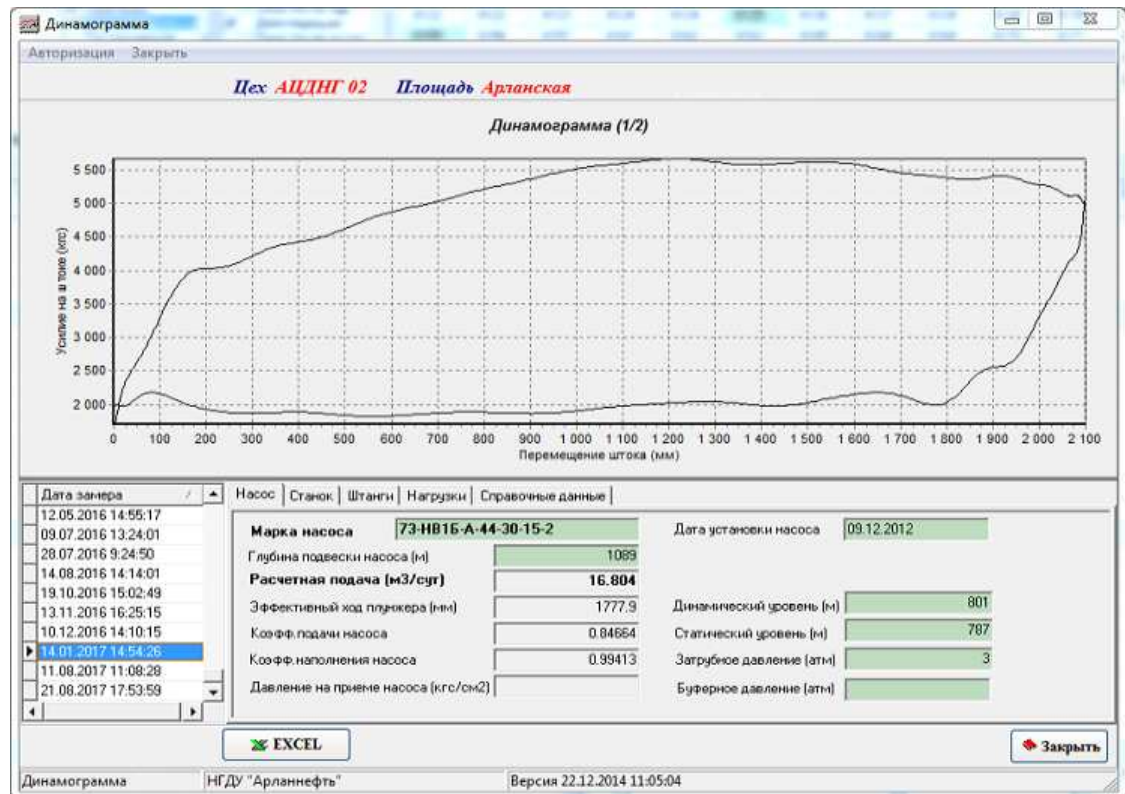 Динамограмма
Авторизация Закрыть
Цех АЦДНГ 02 Площадь Арланская
Динамограмма (1/2)
Усилие на штоке (кгс)
5 500
5 000
4 500
4 000
3 500
3 000
2 500
2 000
0 100 200 300 400 500 600 700 800 900 1 000 1 100 1 200 1 300 1 400 1 500 1 600 1 700 1 800 1 900 2 000 2 100
Перемещение штока (мм)
Дата замера
12.05.2016 14:55:17
09.07.2016 13:24:01
28.07.2016 9:24:50
14.08.2016 14:14:01
19.10.2016 15:02:49
13.11.2016 16:25:15
10.12.2016 14:10:15
14.01.2017 14:54:26
11.08.2017 11:08:28
21.08.2017 17:53:59
Насос Станок Штанги Нагрузки Справочные данные
Марка насоса 73-НВ1Б-А-44-30-15-2 Дата установки насоса 09.12.2012
Глубина подвески насоса (м) 1089
Расчетная подача (м3/сут) 16.804
Эффективный ход плунжера (мм) 1777.9 Динамический уровень (м) 801
Коэфф.подачи насоса 0.84664 Статический уровень (м) 787
Коэфф.наполнения насоса 0.99413 Затрубное давление (атм) 3
Давление на приеме насоса (кгс/см2) Буферное давление (атм)
EXCEL Закрыть
Динамограмма НГДУ "Арланнефть" Версия 22.12.2014 11:05:04